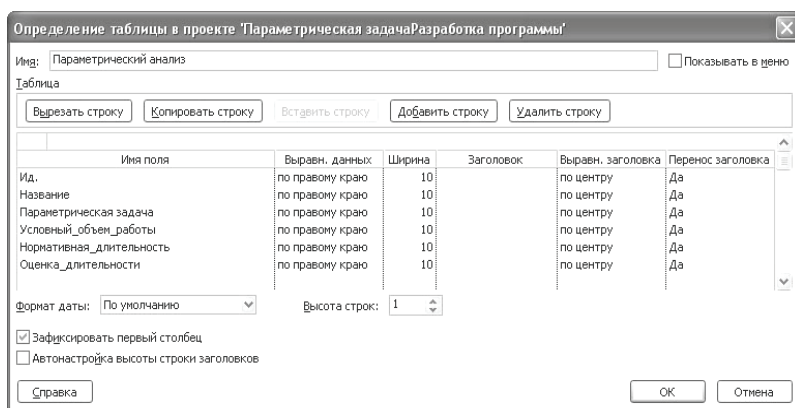 Определение таблицы в проекте 'Параметрическая задачаРазработка программы'
Имя: Параметрический анализ Показывать в меню
Таблица
Вырезать строку Копировать строку Вставить строку Добавить строку Удалить строку
Имя поля Выравн. данных Ширина Заголовок Выравн. заголовка Перенос заголовка
Ид. по правому краю 10 по центру Да
Название по правому краю 10 по центру Да
Параметрическая задача по правому краю 10 по центру Да
Условный_объем_работы по правому краю 10 по центру Да
Нормативная_длительность по правому краю 10 по центру Да
Оценка_длительности по правому краю 10 по центру Да
Формат даты: По умолчанию Высота строк: 1
Зафиксировать первый столбец
Автонастройка высоты строки заголовков
Справка ОК Отмена